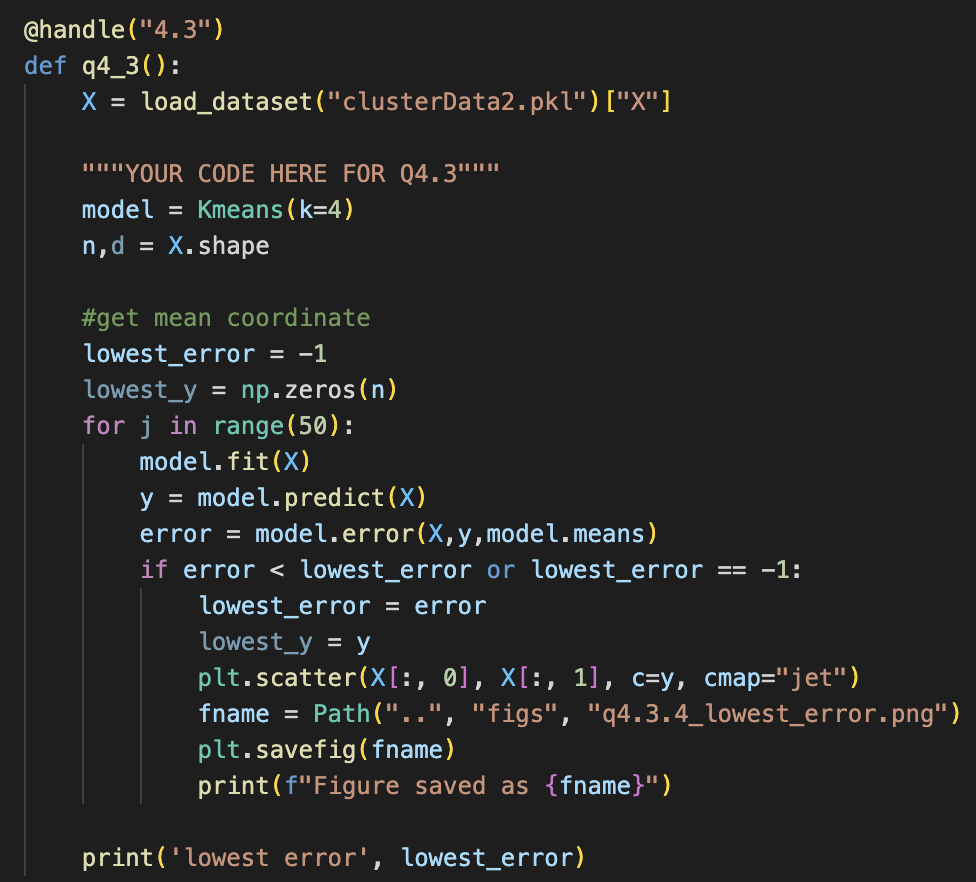 @handle("4.3")
def q4_3():
    X = load_dataset("clusterData2.pkl")["X"]

    """YOUR CODE HERE FOR Q4.3"""
    model = Kmeans(k=4)
    n,d = X.shape

    #get mean coordinate
    lowest_error = -1
    lowest_y = np.zeros(n)
    for j in range(50):
        model.fit(X)
        y = model.predict(X)
        error = model.error(X,y,model.means)
        if error < lowest_error or lowest_error == -1:
            lowest_error = error
            lowest_y = y
            plt.scatter(X[:, 0], X[:, 1], c=y, cmap="jet")
            fname = Path("..", "figs", "q4.3.4_lowest_error.png")
            plt.savefig(fname)
            print(f"Figure saved as {fname}")

    print('lowest error', lowest_error)